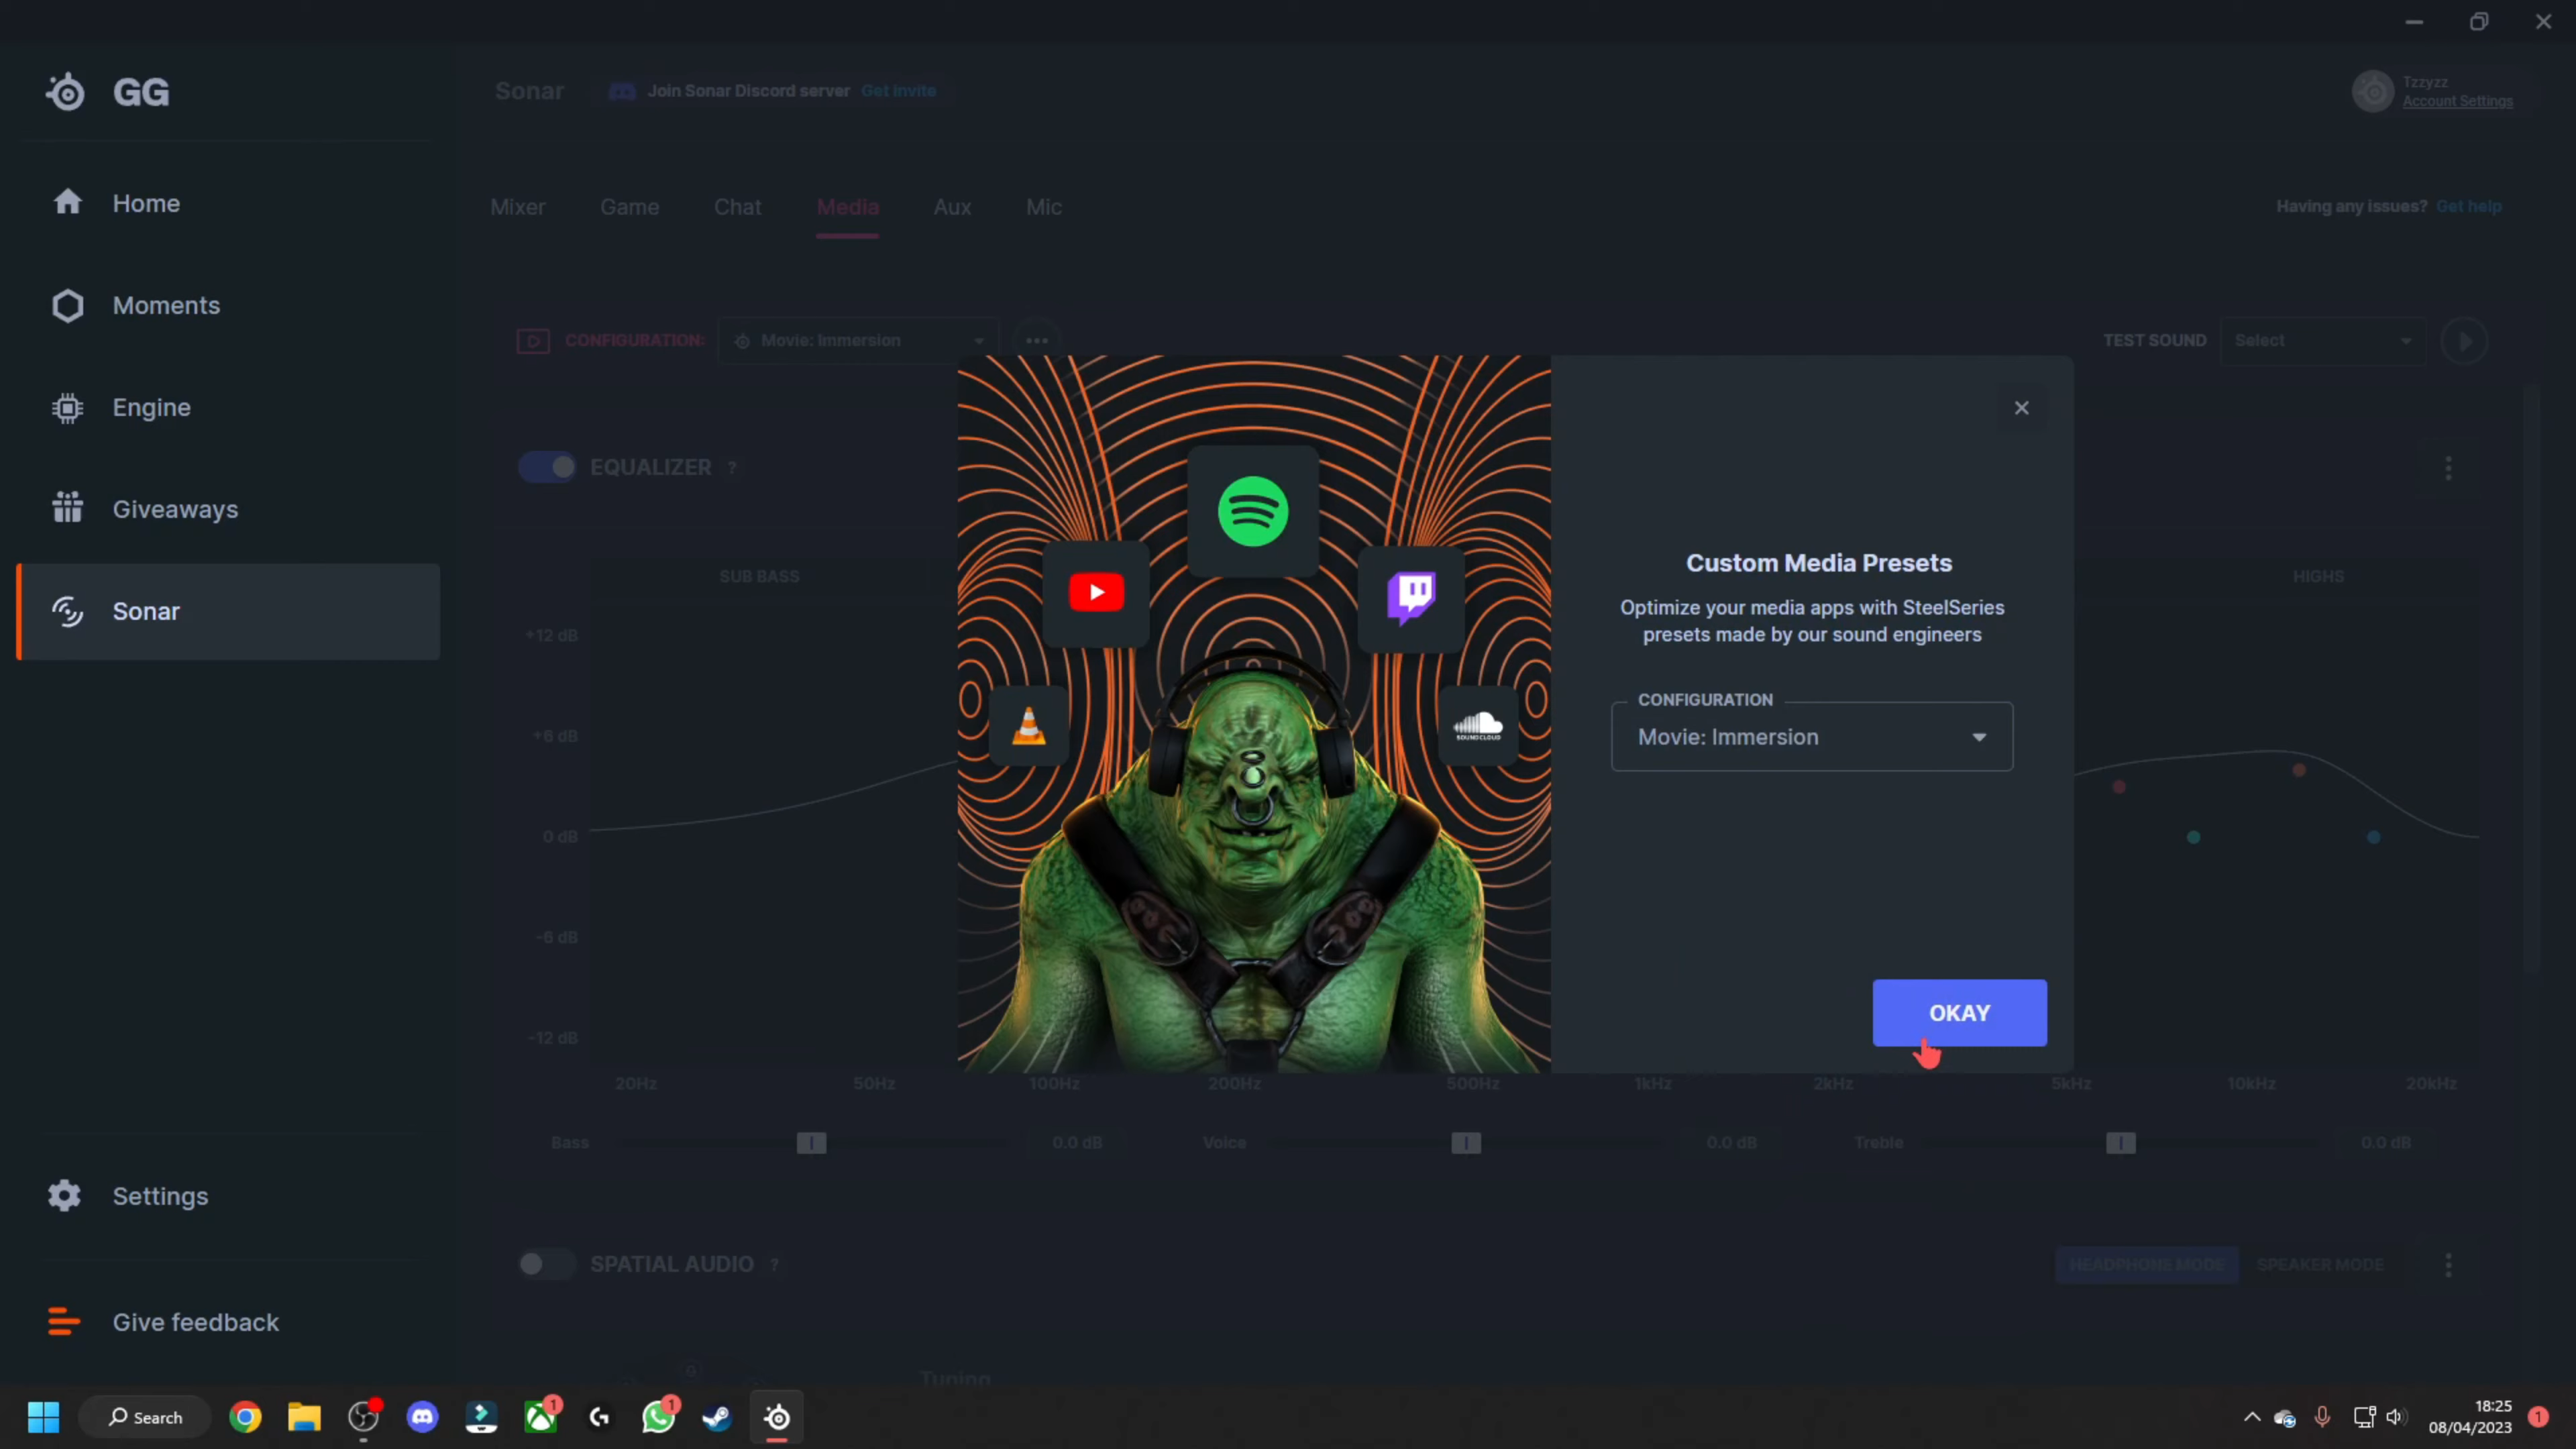 GG
Sonar
Join Sonar Discord server Get Invite
Tzzyzz
Account Settings
Home
Moments
Engine
Giveaways
Sonar
Settings
Give feedback
Mixer
Game
Chat
Media
Aux
Mic
Having any issues? Get help
CONFIGURATION:
Movie: Immersion
TEST SOUND
Select
EQUALIZER ?
SUB BASS
HIGHS
+12 dB
+6 dB
0 dB
-6 dB
-12 dB
SOUNDCLOUD
Custom Media Presets
Optimize your media apps with SteelSeries
presets made by our sound engineers
CONFIGURATION
Movie: Immersion
OKAY
20Hz
50Hz
100Hz
200Hz
500Hz
1kHz
2kHz
5kHz
10kHz
20kHz
Bass
0.0 dB
Voice
0.0 dB
Treble
0.0 dB
SPATIAL AUDIO ?
HEADPHONE MODE
SPEAKER MODE
Tuning
Search
1
1
18:25
08/04/2023
1